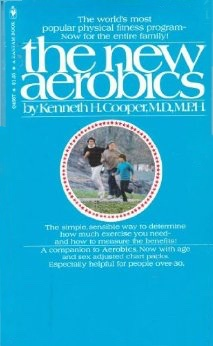 The world's most
popular physical fitness program-
Now for the entire family!
the new
aerobics
by Kenneth H. Cooper, M.D., M.P.H.
The simple, sensible way to determine
how much exercise you need-
and how to measure the benefits!
A companion to Aerobics. Now with age
and sex adjusted chart packs.
Especially helpful for people over 30.